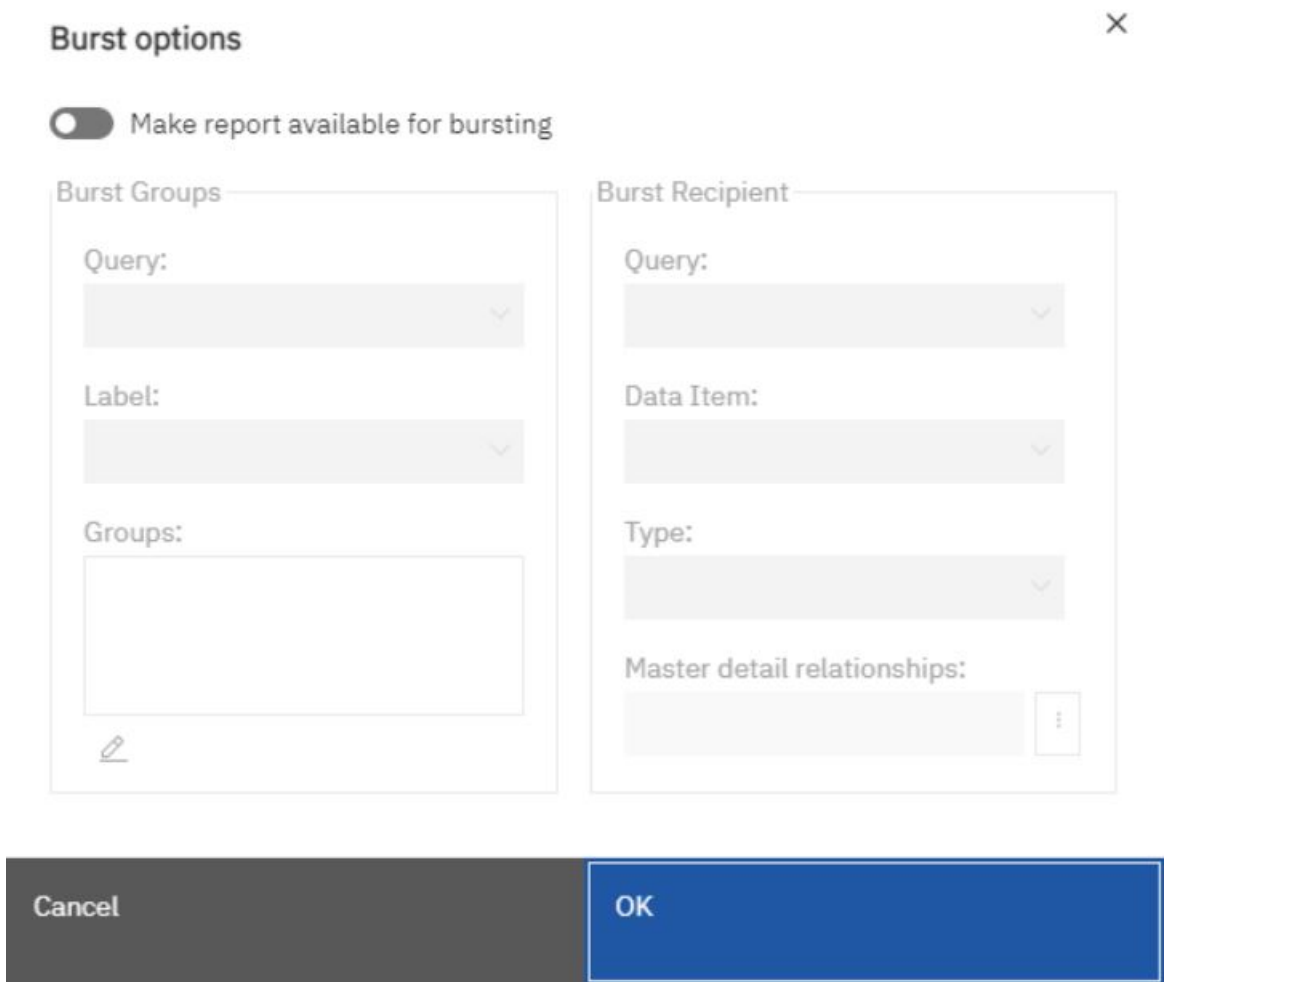 Burst options
Make report available for bursting
Burst Groups
Query:
Label:
Groups:
Burst Recipient
Query:
Data Item:
Type:
Master detail relationships:
Cancel
OK